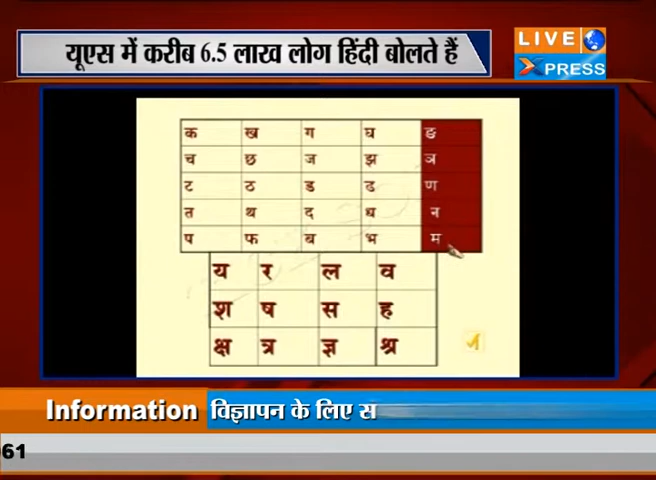 यूएस में करीब 6.5 लाख लोग हिंदी बोलते हैं
LIVE
XPRESS
क ख ग घ ङ
च छ ज झ ञ
ट ठ ड ढ ण
त थ द ध न
प फ ब भ म
य र ल व
श ष स ह
क्ष त्र ज्ञ श्र
Information विज्ञापन के लिए स
61